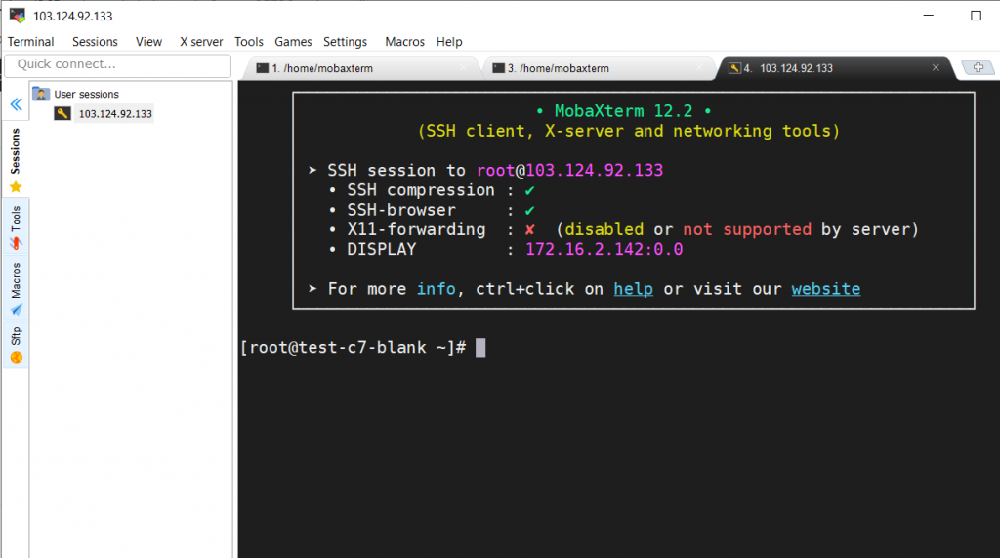 103.124.92.133
Terminal Sessions View X server Tools Games Settings Macros Help
Quick connect...
1. /home/mobaxterm
3. /home/mobaxterm
4. 103.124.92.133
User sessions
103.124.92.133
Sessions
Tools
Macros
Sftp
• MobaXterm 12.2 •
(SSH client, X-server and networking tools)
➤ SSH session to root@103.124.92.133
• SSH compression : ✔
• SSH-browser : ✔
• X11-forwarding : ✘ (disabled or not supported by server)
• DISPLAY : 172.16.2.142:0.0
➤ For more info, ctrl+click on help or visit our website
[root@test-c7-blank ~]#